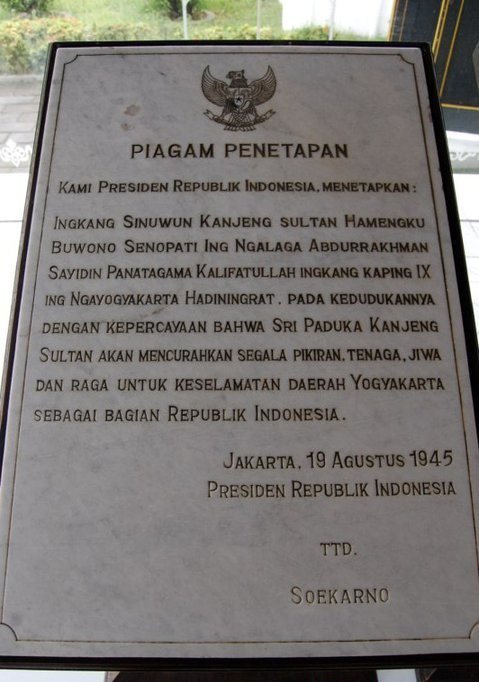 PIAGAM PENETAPAN
KAMI PRESIDEN REPUBLIK INDONESIA, MENETAPKAN :
INGKANG SINUWUN KANJENG SULTAN HAMENGKU
BUWONO SENOPATI ING NGALAGA ABDURRAKHMAN
SAYIDIN PANATAGAMA KALIFATULLAH INGKANG KAPING IX
ING NGAYOGYAKARTA HADININGRAT, PADA KEDUDUKANNYA
DENGAN KEPERCAYAAN BAHWA SRI PADUKA KANJENG
SULTAN AKAN MENCURAHKAN SEGALA PIKIRAN, TENAGA, JIWA
DAN RAGA UNTUK KESELAMATAN DAERAH YOGYAKARTA
SEBAGAI BAGIAN REPUBLIK INDONESIA.
JAKARTA, 19 AGUSTUS 1945
PRESIDEN REPUBLIK INDONESIA
TTD.
SOEKARNO